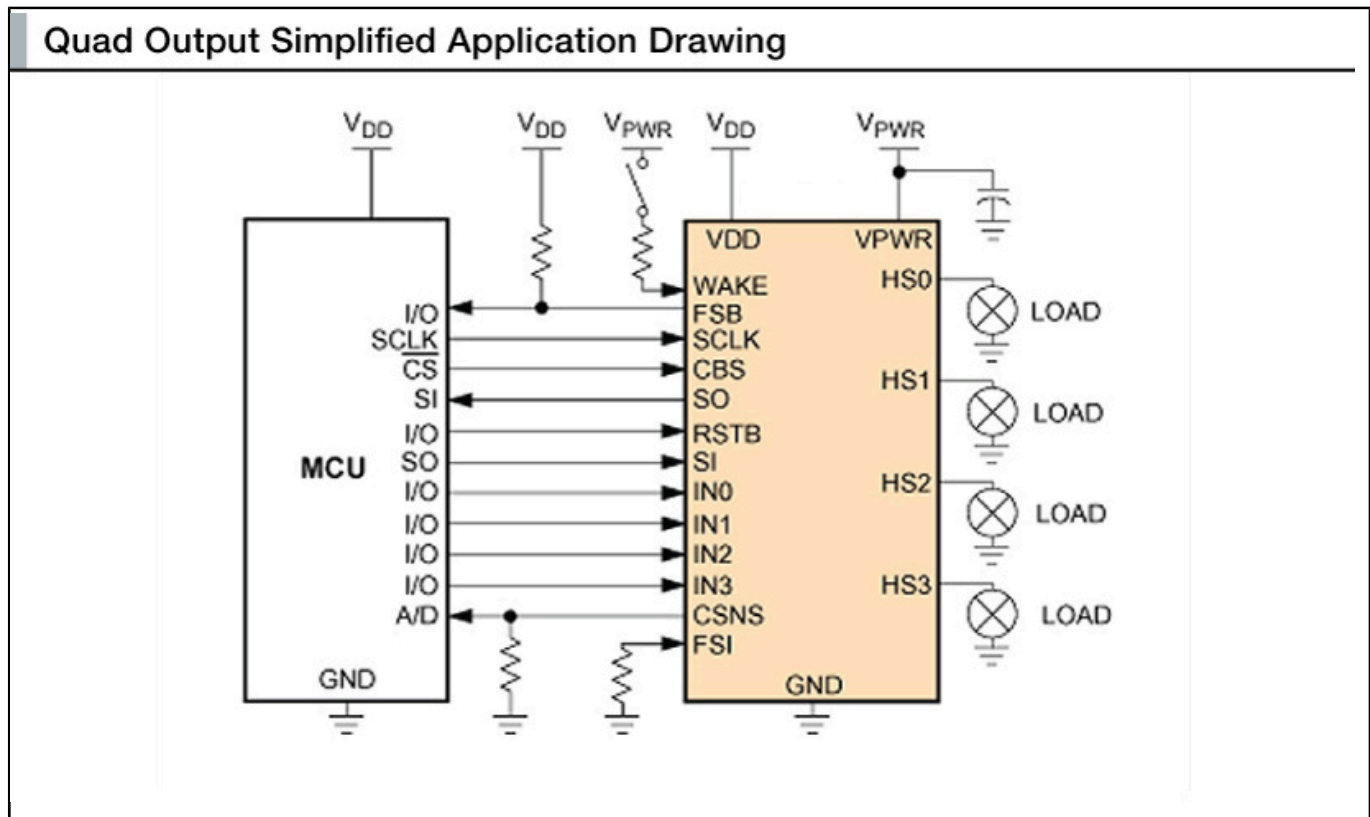 Quad Output Simplified Application Drawing
VDD
VDD
VPWR
VDD
VPWR
VDD
VPWR
WAKE
HS0
I/O
FSB
LOAD
SCLK
SCLK
CS
CBS
HS1
SI
SO
LOAD
I/O
RSTB
MCU
SO
SI
HS2
I/O
IN0
LOAD
I/O
IN1
I/O
IN2
I/O
IN3
HS3
A/D
CSNS
LOAD
FSI
GND
GND